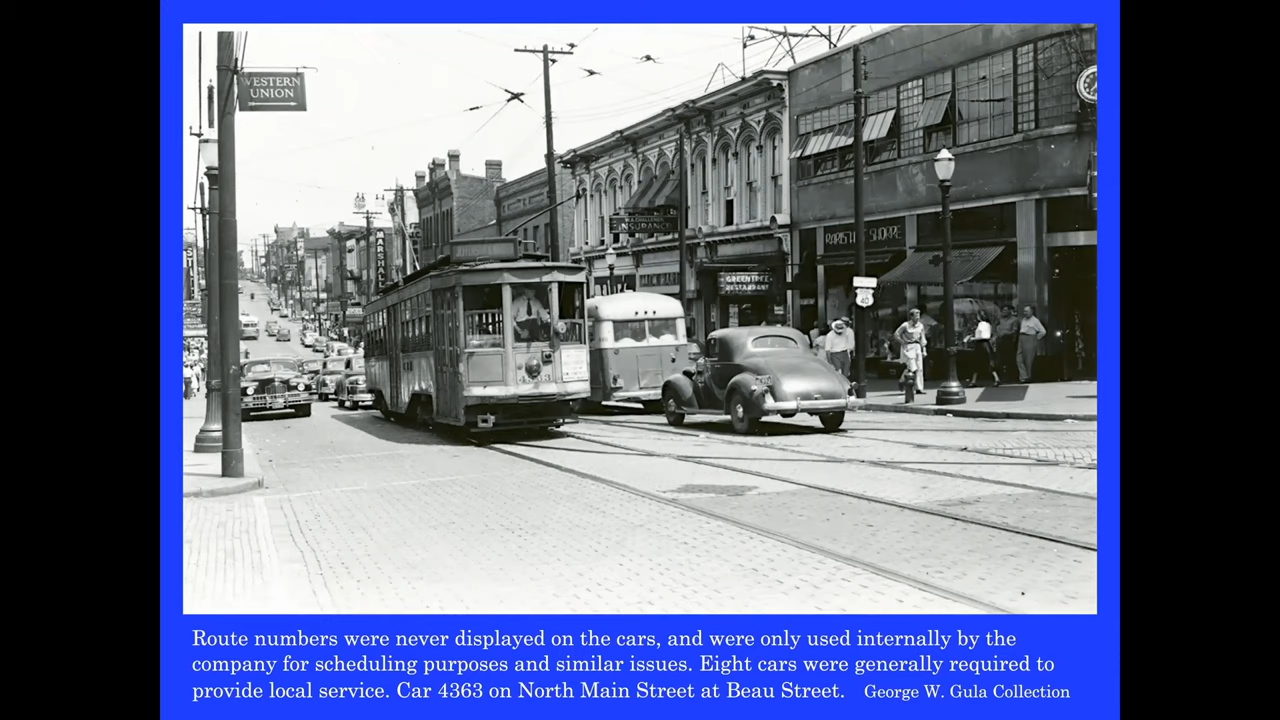 WESTERN
UNION
MARSHALL
INSURANCE
GREENTREE
RESTAURANT
SHOPPE
40
Route numbers were never displayed on the cars, and were only used internally by the
company for scheduling purposes and similar issues. Eight cars were generally required to
provide local service. Car 4363 on North Main Street at Beau Street. George W. Gula Collection